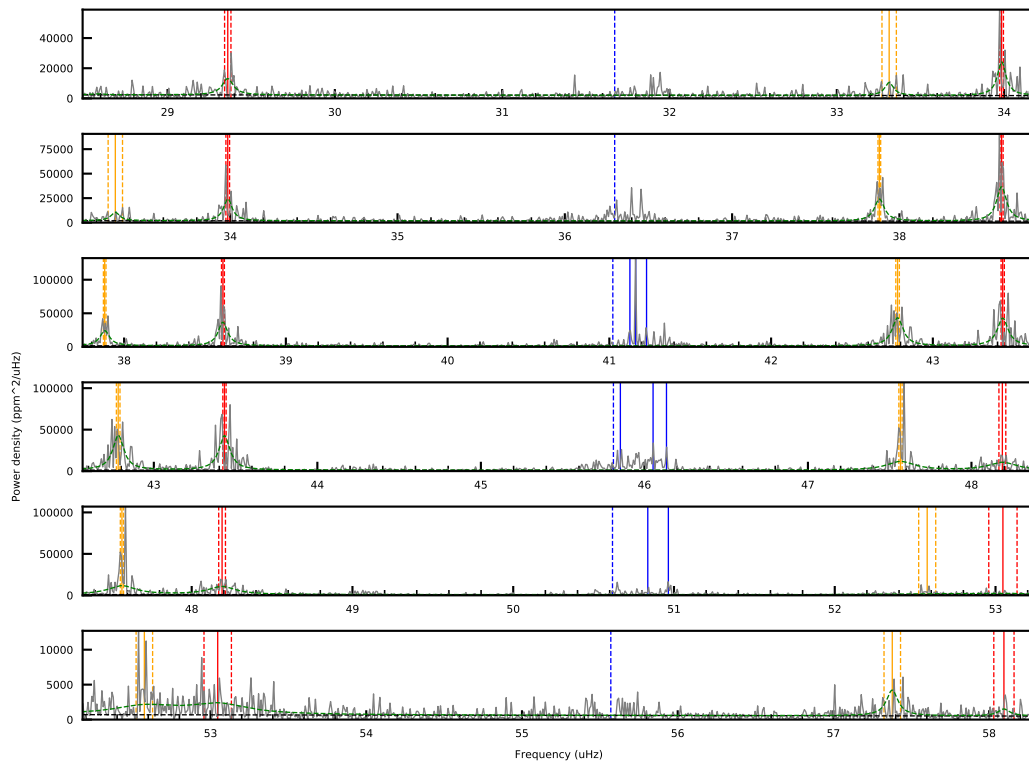 40000
20000
0
29 30 31 32 33 34
75000
50000
25000
0
34 35 36 37 38
100000
50000
0
38 39 40 41 42 43
Power density (ppm^2/uHz)
100000
50000
0
43 44 45 46 47 48
100000
50000
0
48 49 50 51 52 53
10000
5000
0
53 54 55 56 57 58
Frequency (uHz)